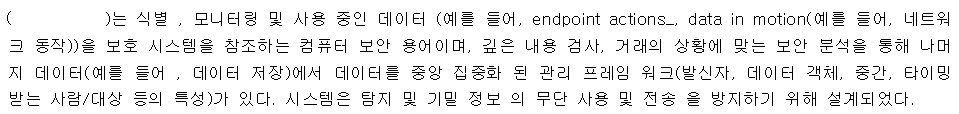 (            )는 식별 , 모니터링 및 사용 중인 데이터 (예를 들어, endpoint actions_, data in motion(예를 들어, 네트워
크 동작))을 보호 시스템을 참조하는 컴퓨터 보안 용어이며, 깊은 내용 검사, 거래의 상황에 맞는 보안 분석을 통해 나머
지 데이터(예를 들어 , 데이터 저장)에서 데이터를 중앙 집중화 된 관리 프레임 워크(발신자, 데이터 객체, 중간, 타이밍
받는 사람/대상 등의 특성)가 있다. 시스템은 탐지 및 기밀 정보 의 무단 사용 및 전송 을 방지하기 위해 설계되었다.